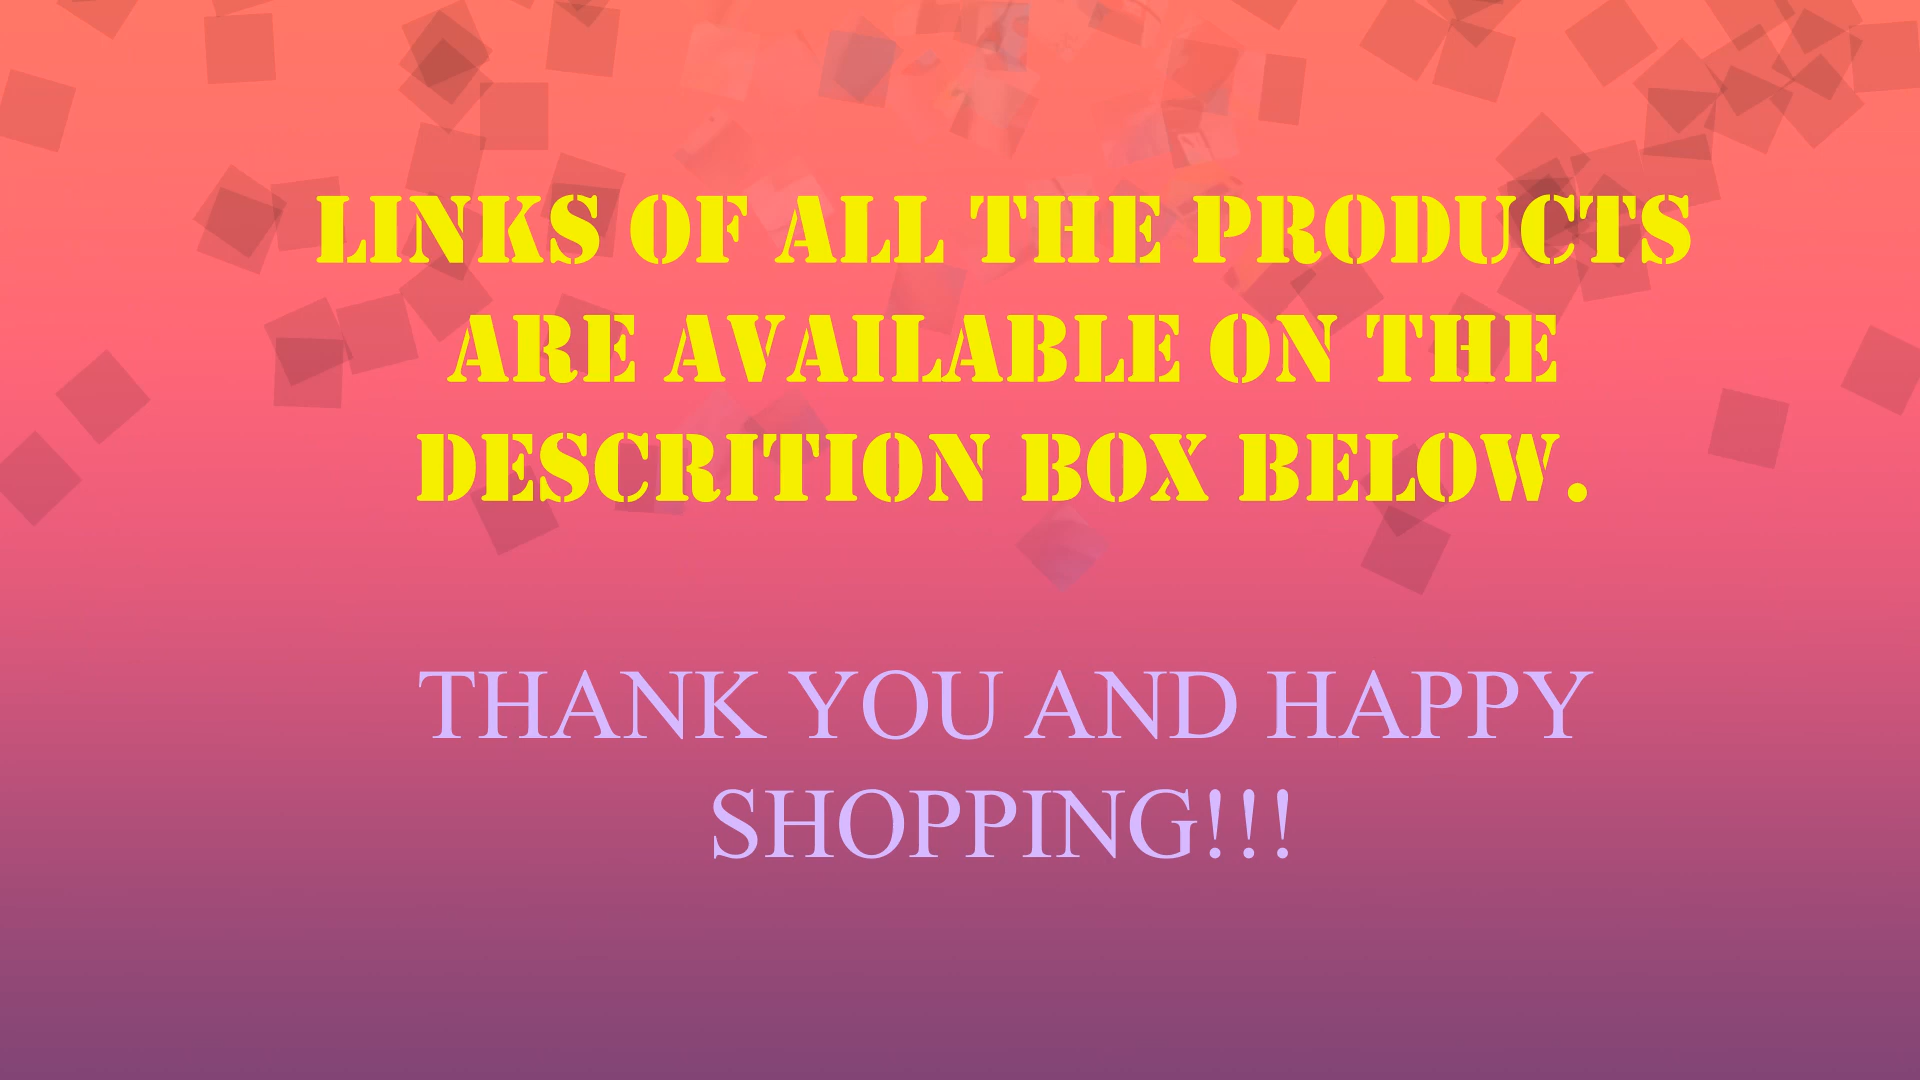 LINKS OF ALL THE PRODUCTS
ARE AVAILABLE ON THE
DESCRITION BOX BELOW.
THANK YOU AND HAPPY
SHOPPING!!!